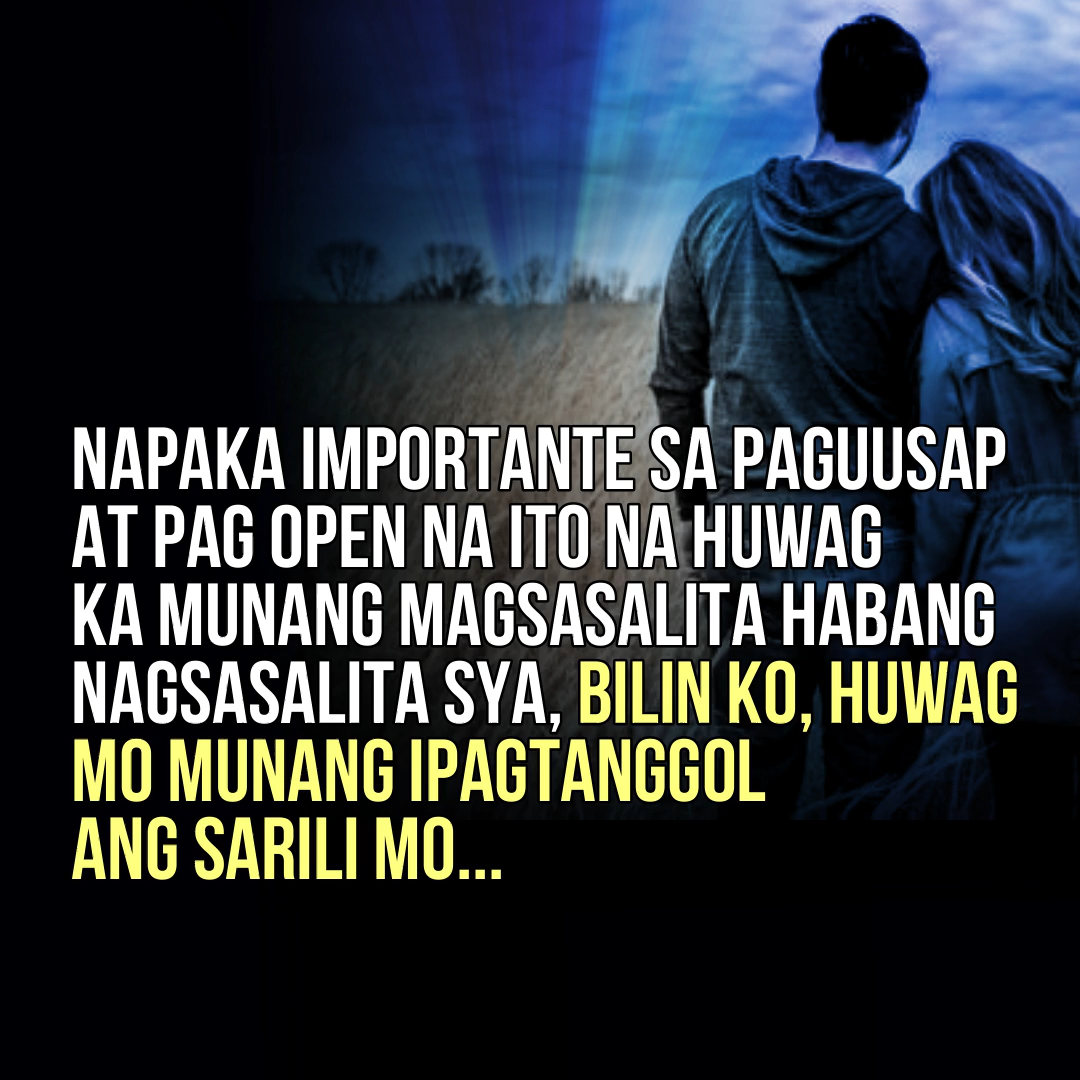 NAPAKA IMPORTANTE SA PAGUUSAP
AT PAG OPEN NA ITO NA HUWAG
KA MUNANG MAGSASALITA HABANG
NAGSASALITA SYA, BILIN KO, HUWAG
MO MUNANG IPAGTANGGOL
ANG SARILI MO...